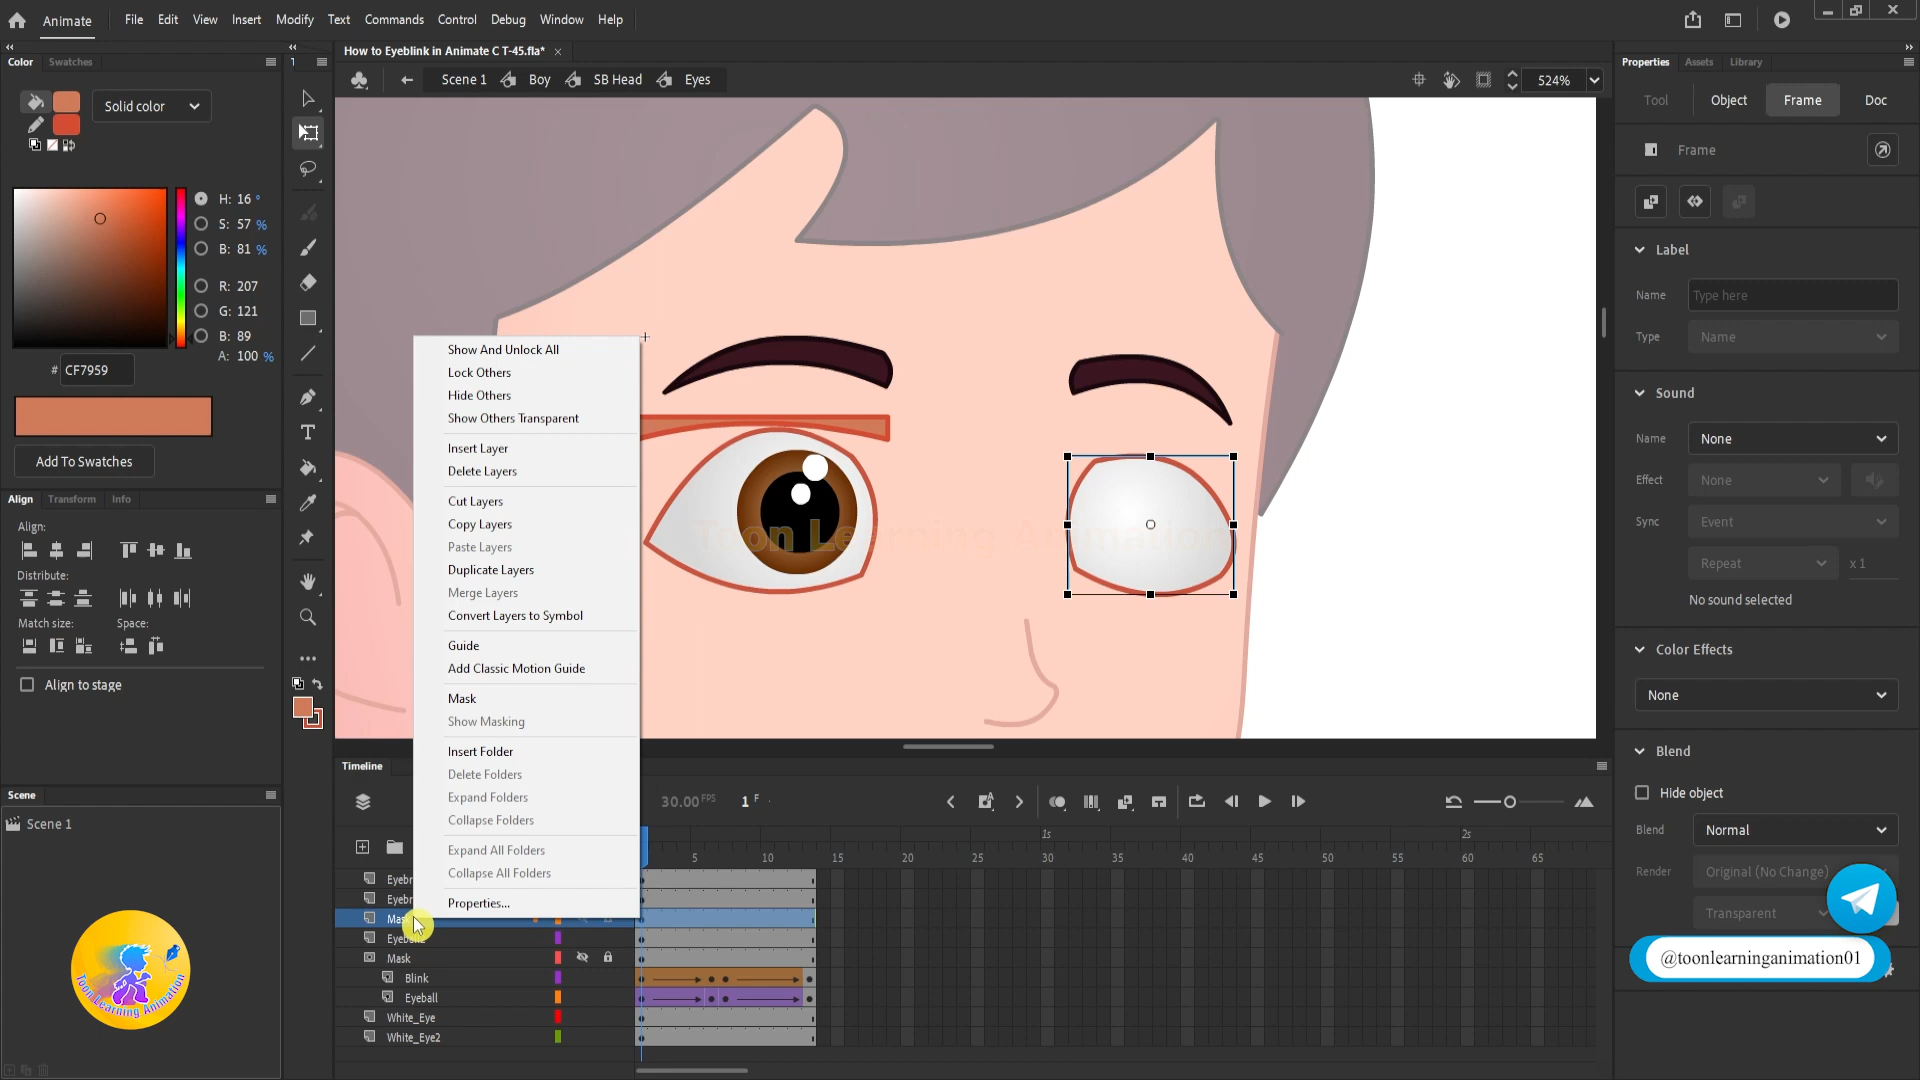 Animate
File Edit View Insert Modify Text Commands Control Debug Window Help
Color Swatches
How to Eyeblink in Animate C T-45.fla*
Properties Assets Library
Scene 1 Boy SB Head Eyes
524%
Solid color
Tool Object Frame Doc
Frame
H: 16 °
S: 57 %
B: 81 %
R: 207
G: 121
B: 89
A: 100 %
# CF7959
Add To Swatches
Label
Name Type here
Type Name
Sound
Name None
Effect None
Sync Event
Repeat x 1
No sound selected
Color Effects
None
Blend
Hide object
Blend Normal
Render Original (No Change)
Transparent
@toonlearninganimation01
Align Transform Info
Align:
Distribute:
Match size: Space:
Align to stage
Scene
Scene 1
Toon Learning Animation
Show And Unlock All
Lock Others
Hide Others
Show Others Transparent
Insert Layer
Delete Layers
Cut Layers
Copy Layers
Paste Layers
Duplicate Layers
Merge Layers
Convert Layers to Symbol
Guide
Add Classic Motion Guide
Mask
Show Masking
Insert Folder
Delete Folders
Expand Folders
Collapse Folders
Expand All Folders
Collapse All Folders
Properties...
Toon Learning Animation
Timeline
30.00 FPS 1 F
1s 2s
5 10 15 20 25 30 35 40 45 50 55 60 65
Mask
Blink
Eyeball
White_Eye
White_Eye2